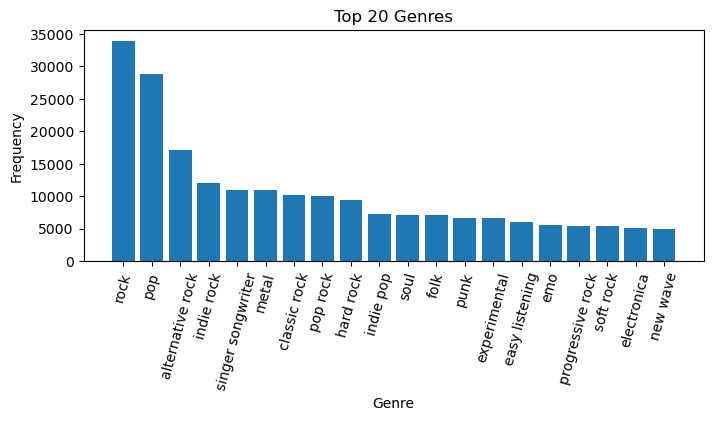 Top 20 Genres
Frequency
35000
30000
25000
20000
15000
10000
5000
0
rock
pop
alternative rock
indie rock
singer songwriter
metal
classic rock
pop rock
hard rock
indie pop
soul
folk
punk
experimental
easy listening
emo
progressive rock
soft rock
electronica
new wave
Genre